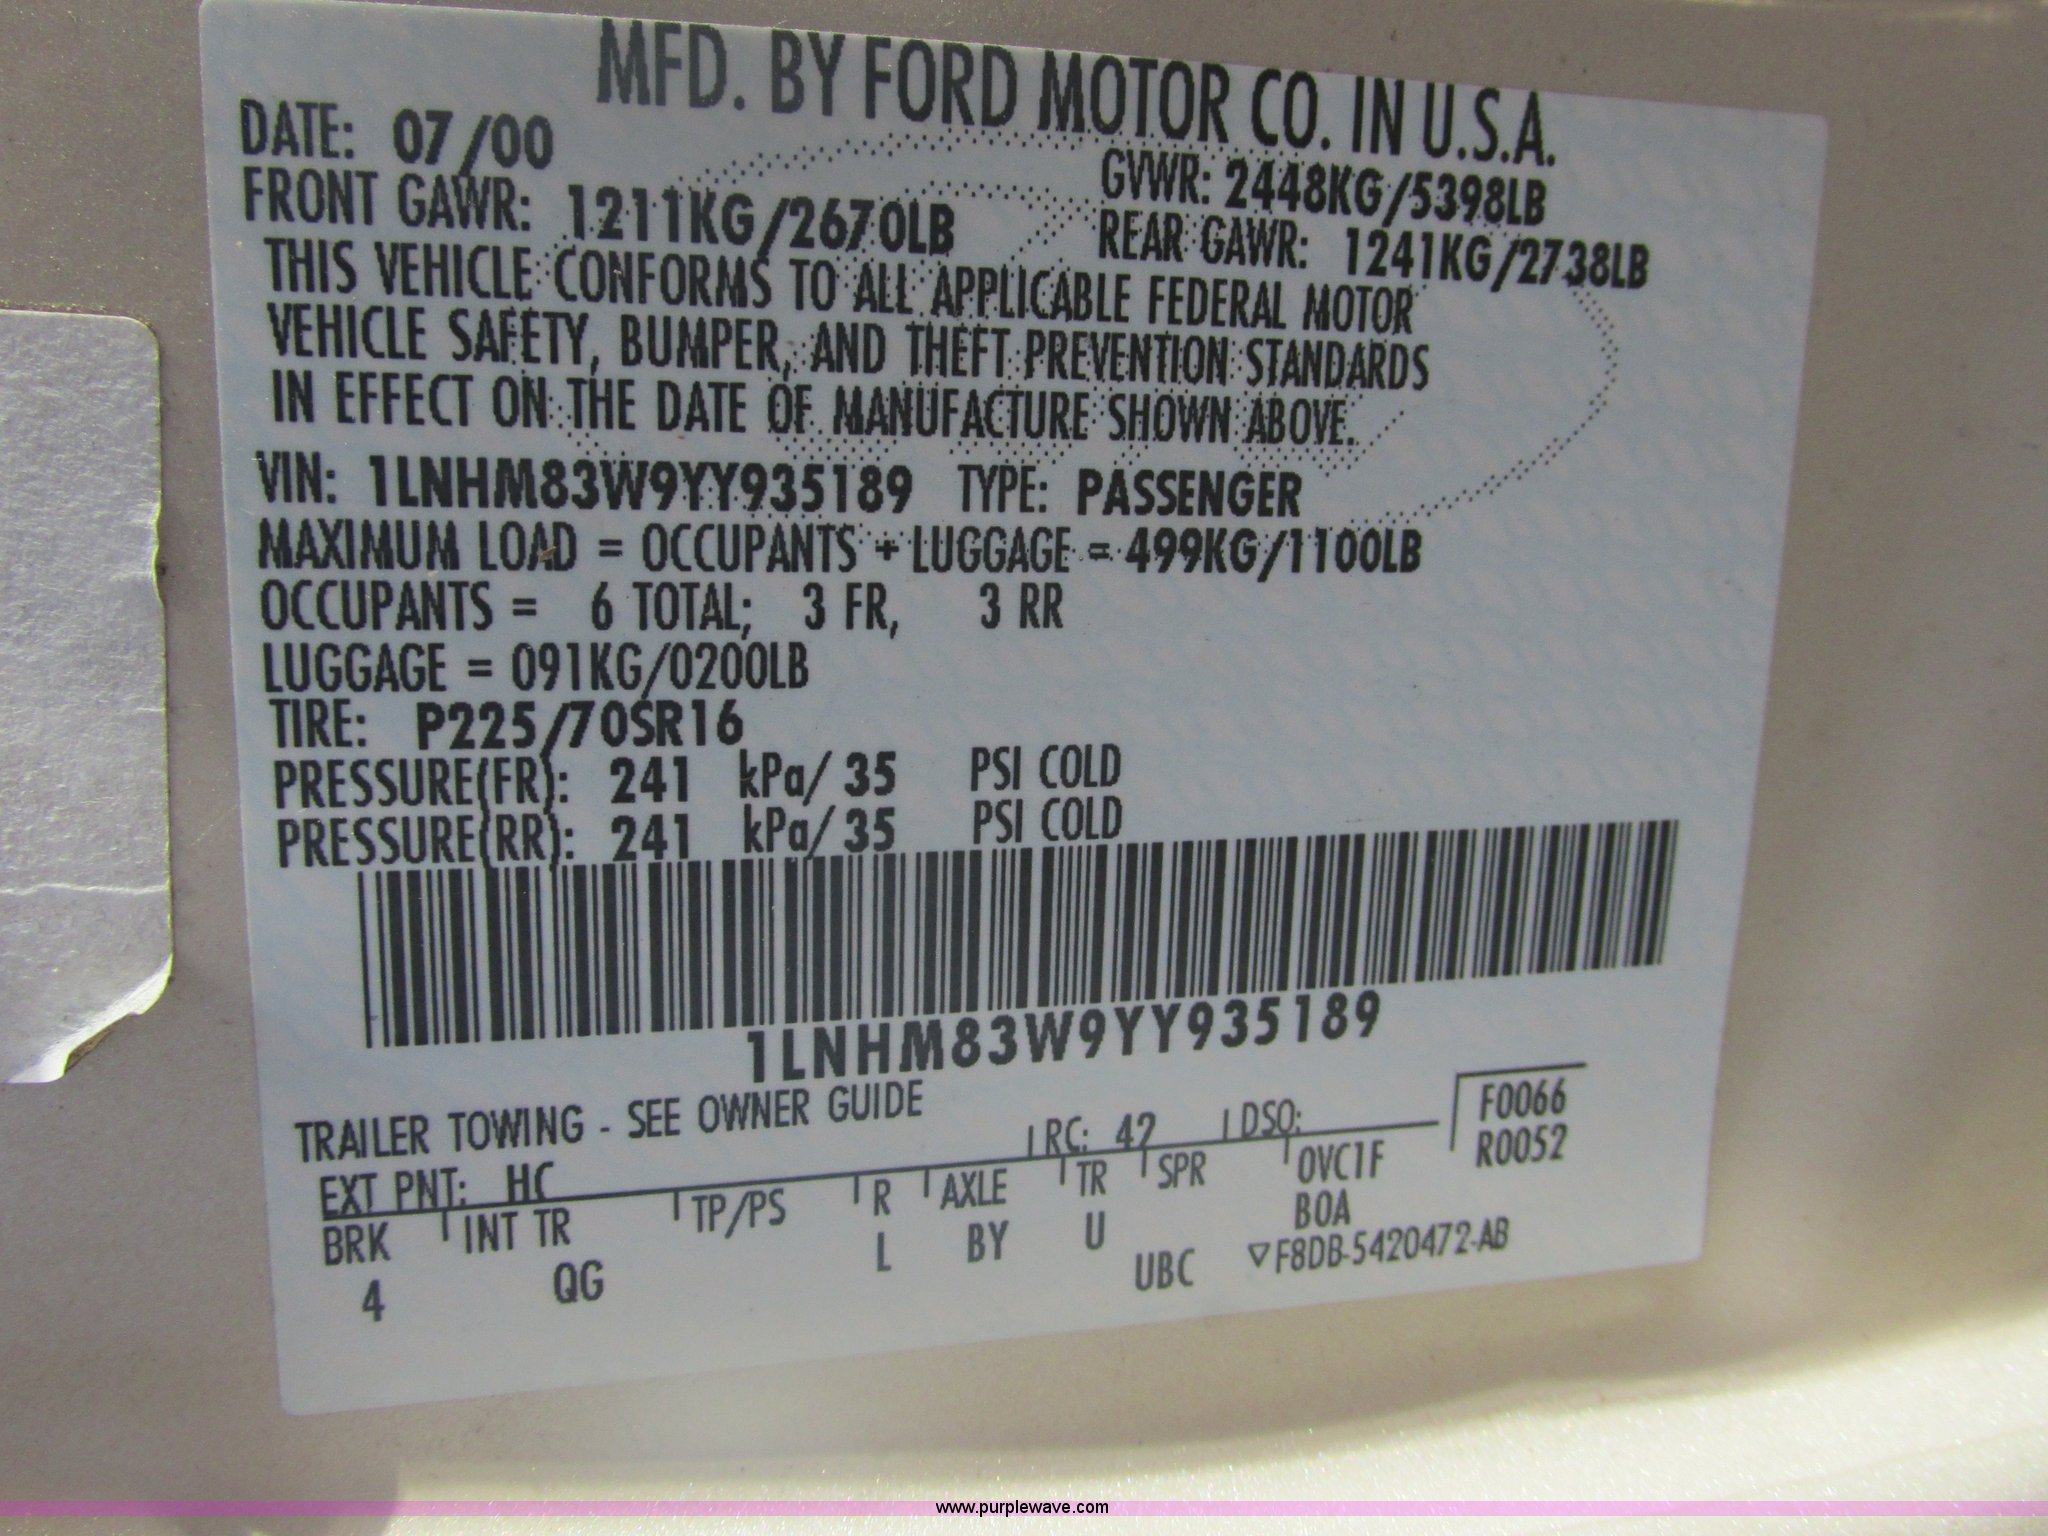 MFD. BY FORD MOTOR CO. IN U.S.A.
DATE: 07/00 GVWR: 2448KG/5398LB
FRONT GAWR: 1211KG/2670LB REAR GAWR: 1241KG/2738LB
THIS VEHICLE CONFORMS TO ALL APPLICABLE FEDERAL MOTOR
VEHICLE SAFETY, BUMPER, AND THEFT PREVENTION STANDARDS
IN EFFECT ON THE DATE OF MANUFACTURE SHOWN ABOVE.
VIN: 1LNHM83W9YY935189 TYPE: PASSENGER
MAXIMUM LOAD = OCCUPANTS + LUGGAGE = 499KG/1100LB
OCCUPANTS = 6 TOTAL; 3 FR, 3 RR
LUGGAGE = 091KG/0200LB
TIRE: P225/70SR16
PRESSURE(FR): 241 kPa/ 35 PSI COLD
PRESSURE(RR): 241 kPa/ 35 PSI COLD
1LNHM83W9YY935189
TRAILER TOWING - SEE OWNER GUIDE
EXT PNT: HC RC: 42 DSO: F0066
R0052
BRK INT TR TP/PS R AXLE TR SPR OVC1F
4 QG L BY U UBC BOA
▽F8DB-5420472-AB
www.purplewave.com